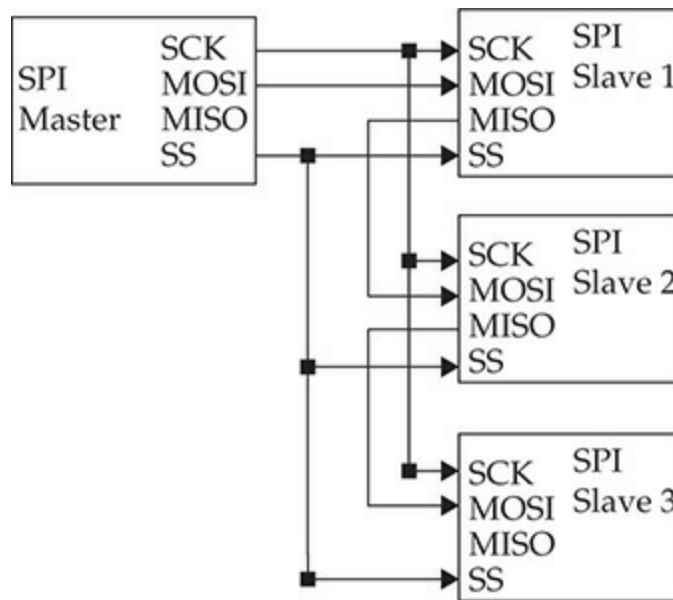 SPI
Master
SCK
MOSI
MISO
SS
SCK
MOSI
MISO
SS
SPI
Slave 1
SCK
MOSI
MISO
SS
SPI
Slave 2
SCK
MOSI
MISO
SS
SPI
Slave 3